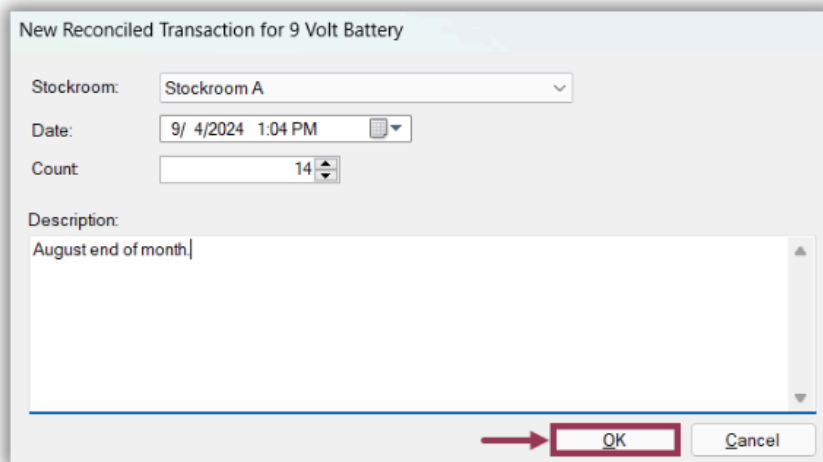 New Reconciled Transaction for 9 Volt Battery
Stockroom: Stockroom A
Date: 9/ 4/2024 1:04 PM
Count 14
Description:
August end of month.
OK Cancel